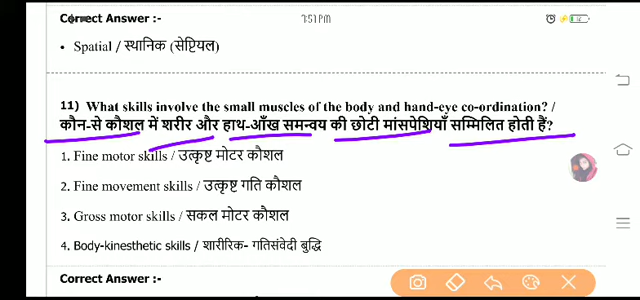 Correct Answer :-
7:51 PM
• Spatial / स्थानिक (सेप्टियल)
11) What skills involve the small muscles of the body and hand-eye co-ordination? /
कौन-से कौशल में शरीर और हाथ-आँख समन्वय की छोटी मांसपेशियाँ सम्मिलित होती हैं?
1. Fine motor skills / उत्कृष्ट मोटर कौशल
2. Fine movement skills / उत्कृष्ट गति कौशल
3. Gross motor skills / सकल मोटर कौशल
4. Body-kinesthetic skills / शारीरिक- गतिसंवेदी बुद्धि
Correct Answer :-